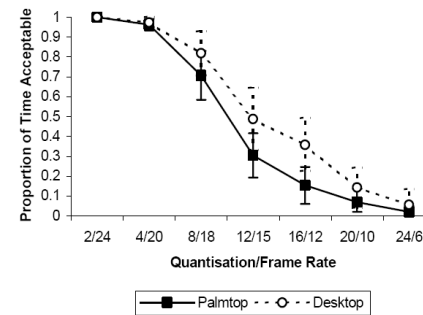 Proportion of Time Acceptable
1
0.9
0.8
0.7
0.6
0.5
0.4
0.3
0.2
0.1
0
2/24 4/20 8/18 12/15 16/12 20/10 24/6
Quantisation/Frame Rate
Palmtop Desktop